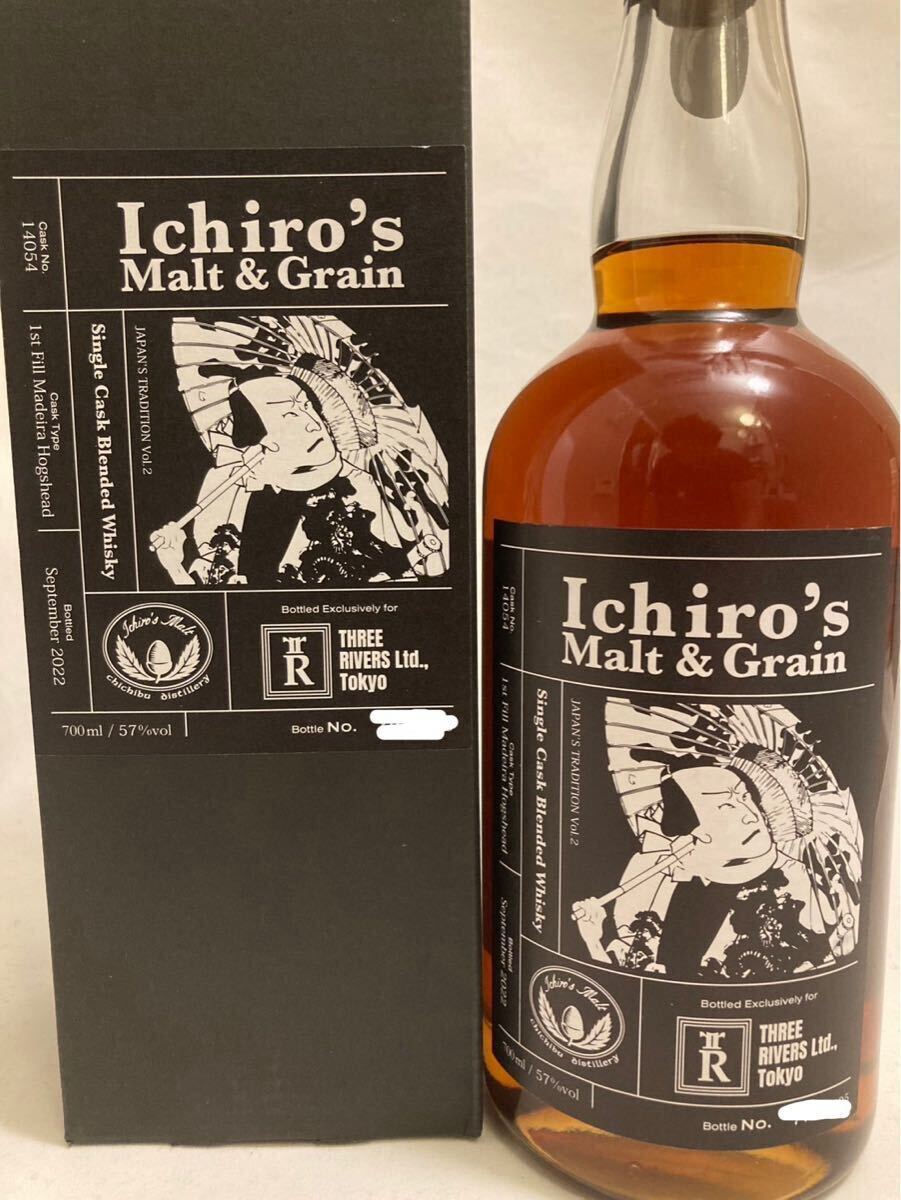 Ichiro's
Malt & Grain
Cask No.
14054
Cask Type
1st Fill Madeira Hogshead
Bottled
September 2022
Single Cask Blended Whisky
JAPAN'S TRADITION Vol.2
Ichiro's Malt
chichibu distillery
Bottled Exclusively for
TR
THREE
RIVERS Ltd.,
Tokyo
700ml / 57%vol
Bottle No.
Ichiro's
Malt & Grain
Cask No.
14054
Cask Type
1st Fill Madeira Hogshead
Bottled
September 2022
Single Cask Blended Whisky
JAPAN'S TRADITION Vol.2
Ichiro's Malt
chichibu distillery
Bottled Exclusively for
TR
THREE
RIVERS Ltd.,
Tokyo
700ml / 57%vol
Bottle No.